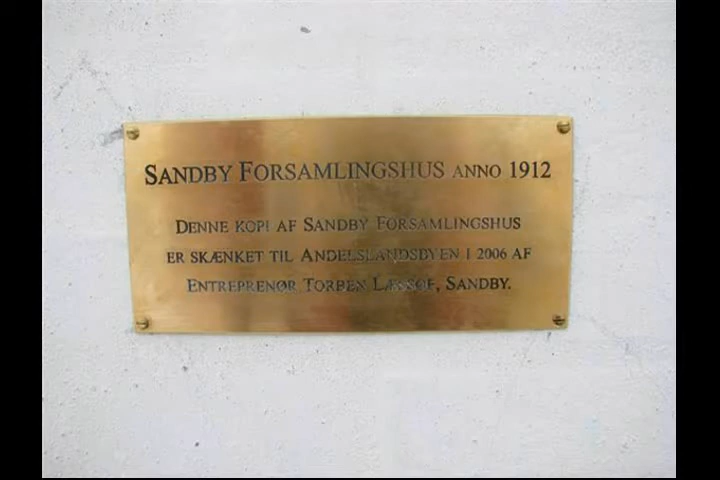 SANDBY FORSAMLINGSHUS ANNO 1912
DENNE KOPI AF SANDBY FORSAMLINGSHUS
ER SKÆNKET TIL ANDELSLANDSBYEN I 2006 AF
ENTREPRENØR TORBEN SANDBY.